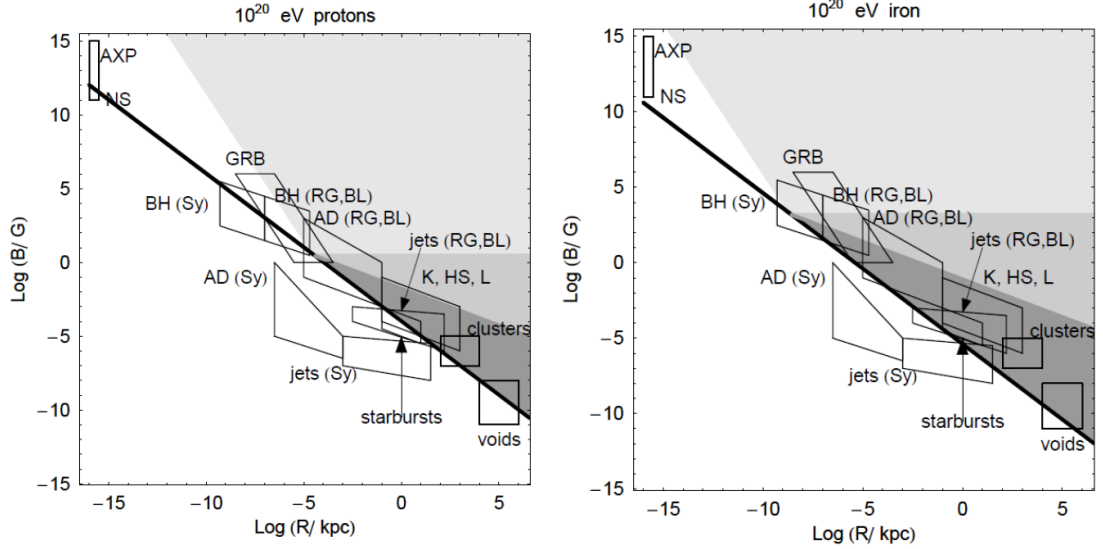 10^20 eV protons
15
10
5
0
−5
−10
−15
Log (B/ G)
AXP
NS
GRB
BH (Sy)
BH (RG,BL)
AD (RG,BL)
jets (RG,BL)
AD (Sy)
K, HS, L
clusters
jets (Sy)
starbursts
voids
−15 −10 −5 0 5
Log (R/ kpc)
10^20 eV iron
15
10
5
0
−5
−10
−15
Log (B/ G)
AXP
NS
GRB
BH (Sy)
BH (RG,BL)
AD (RG,BL)
jets (RG,BL)
AD (Sy)
K, HS, L
clusters
jets (Sy)
starbursts
voids
−15 −10 −5 0 5
Log (R/ kpc)